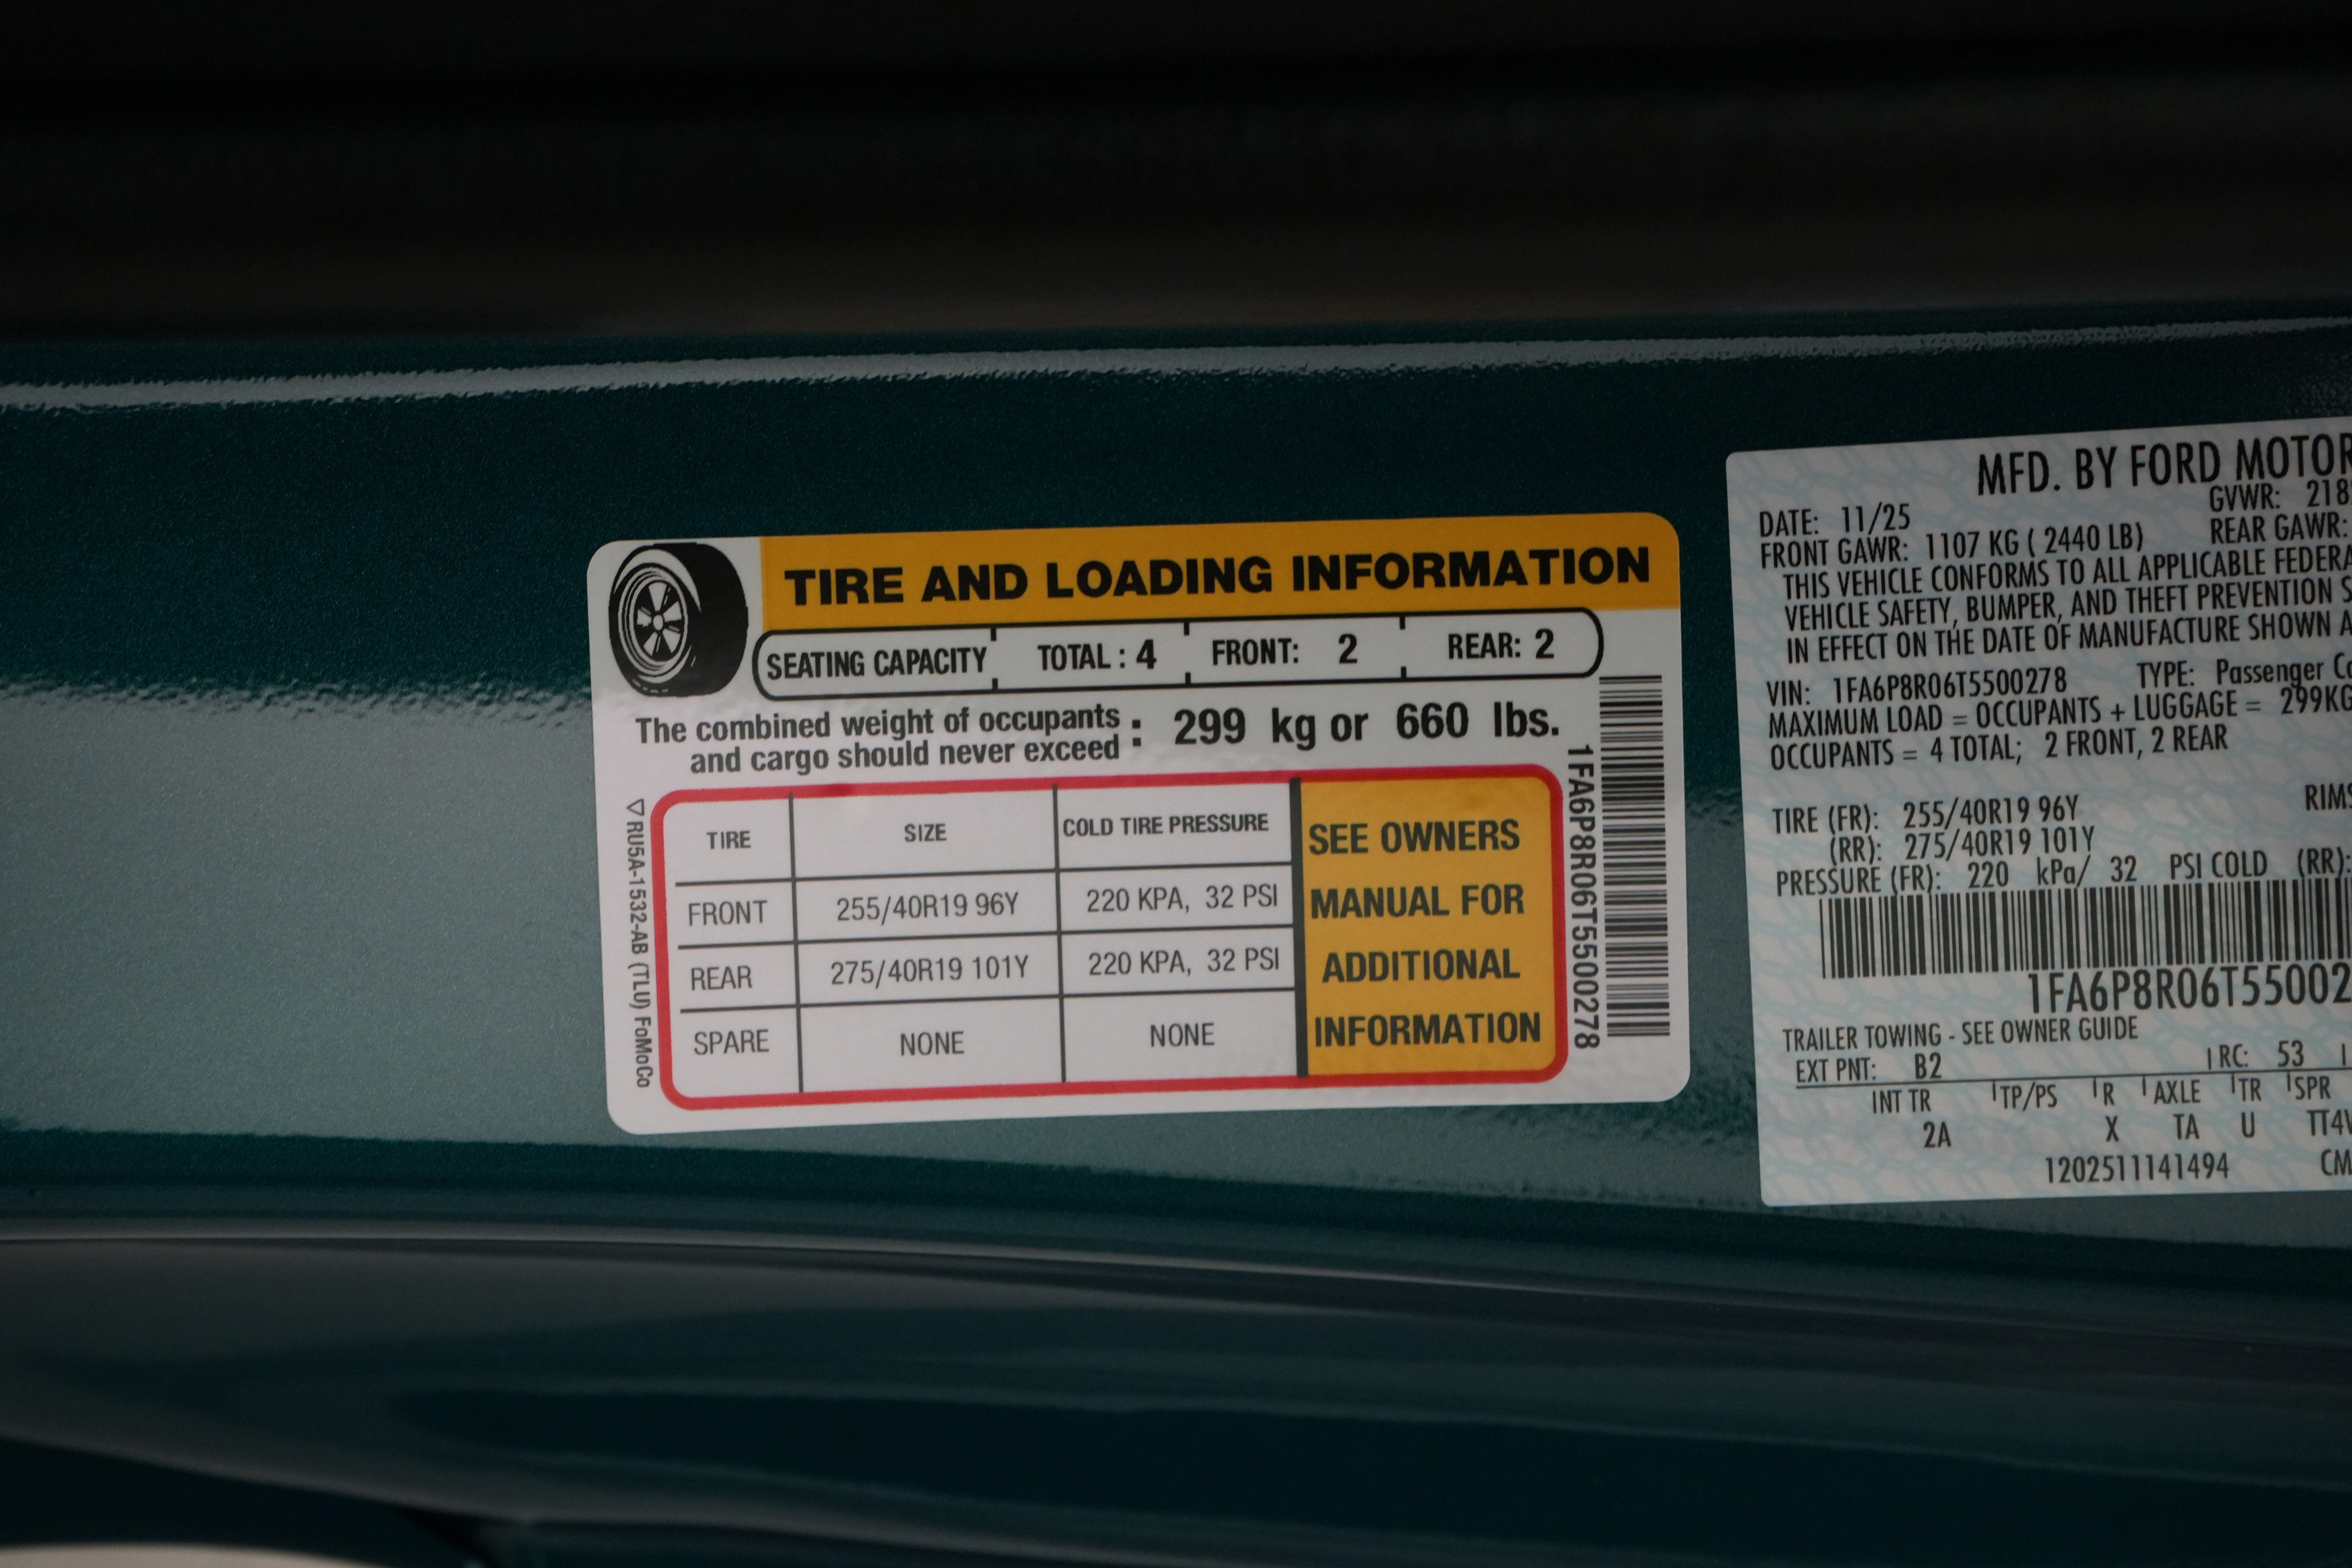 TIRE AND LOADING INFORMATION
SEATING CAPACITY TOTAL : 4 FRONT: 2 REAR: 2
The combined weight of occupants
and cargo should never exceed : 299 kg or 660 lbs.
TIRE SIZE COLD TIRE PRESSURE
FRONT 255/40R19 96Y 220 KPA, 32 PSI
REAR 275/40R19 101Y 220 KPA, 32 PSI
SPARE NONE NONE
SEE OWNERS
MANUAL FOR
ADDITIONAL
INFORMATION
RU5A-1532-AB (TLU) FoMoCo
1FA6P8R06T5500278
MFD. BY FORD MOTOR
GVWR: 218
DATE: 11/25
FRONT GAWR: 1107 KG ( 2440 LB) REAR GAWR:
THIS VEHICLE CONFORMS TO ALL APPLICABLE FEDERA
VEHICLE SAFETY, BUMPER, AND THEFT PREVENTION S
IN EFFECT ON THE DATE OF MANUFACTURE SHOWN A
VIN: 1FA6P8R06T5500278 TYPE: Passenger Ca
MAXIMUM LOAD = OCCUPANTS + LUGGAGE = 299KG
OCCUPANTS = 4 TOTAL; 2 FRONT, 2 REAR
TIRE (FR): 255/40R19 96Y RIMS
(RR): 275/40R19 101Y
PRESSURE (FR): 220 kPa/ 32 PSI COLD (RR):
1FA6P8R06T55002
TRAILER TOWING - SEE OWNER GUIDE
EXT PNT: B2 RC: 53
INT TR TP/PS R AXLE TR SPR
2A X TA U TT4
1202511141494 CM